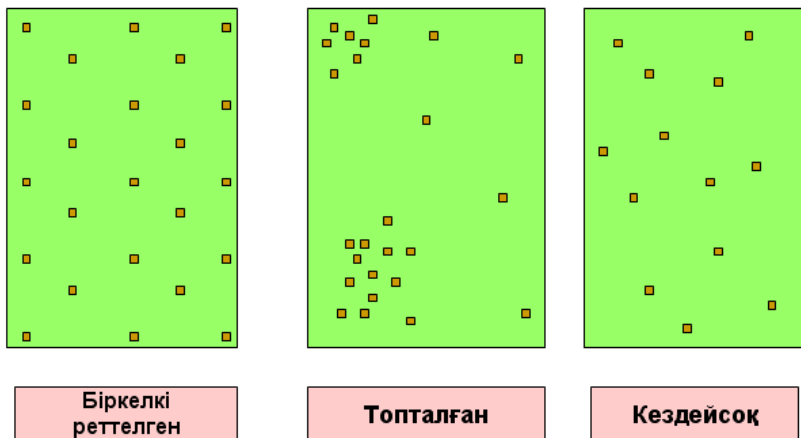 Біркелкі
реттелген
Топталған
Кездейсоқ